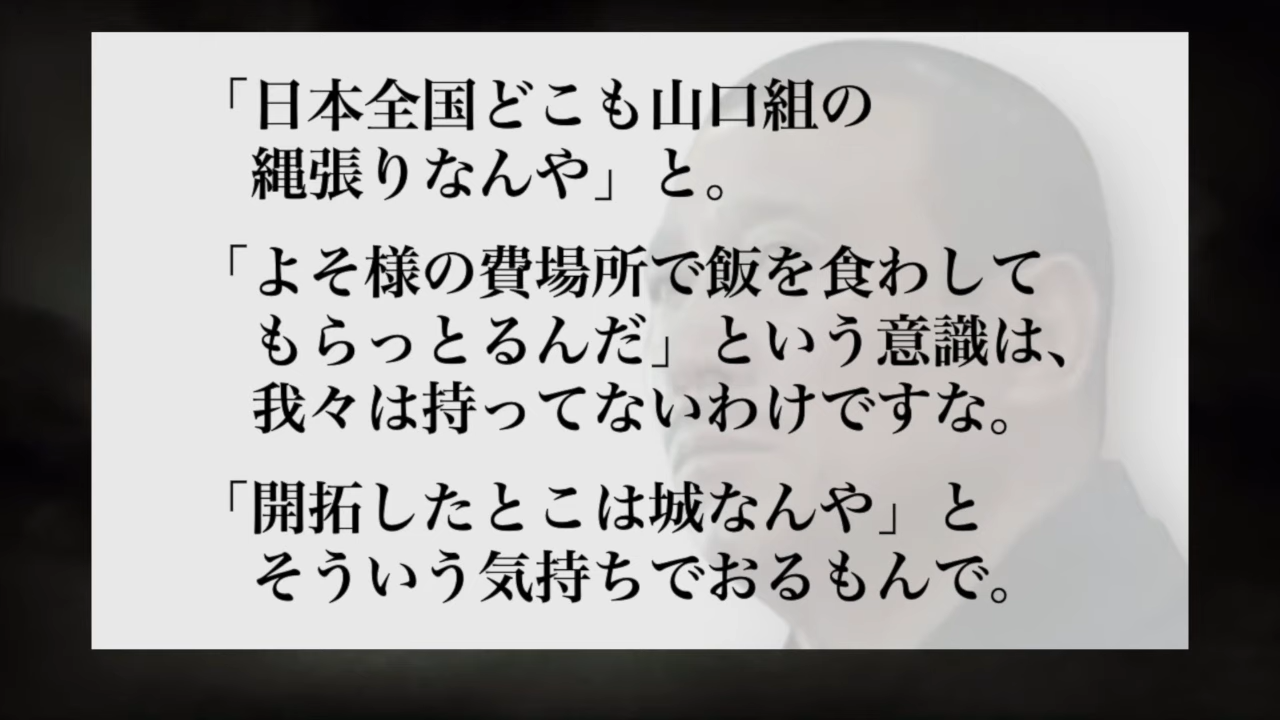 「日本全国どこも山口組の
縄張りなんや」と。
「よそ様の費場所で飯を食わして
もらっとるんだ」という意識は、
我々は持ってないわけですな。
「開拓したとこは城なんや」と
そういう気持ちでおるもんで。